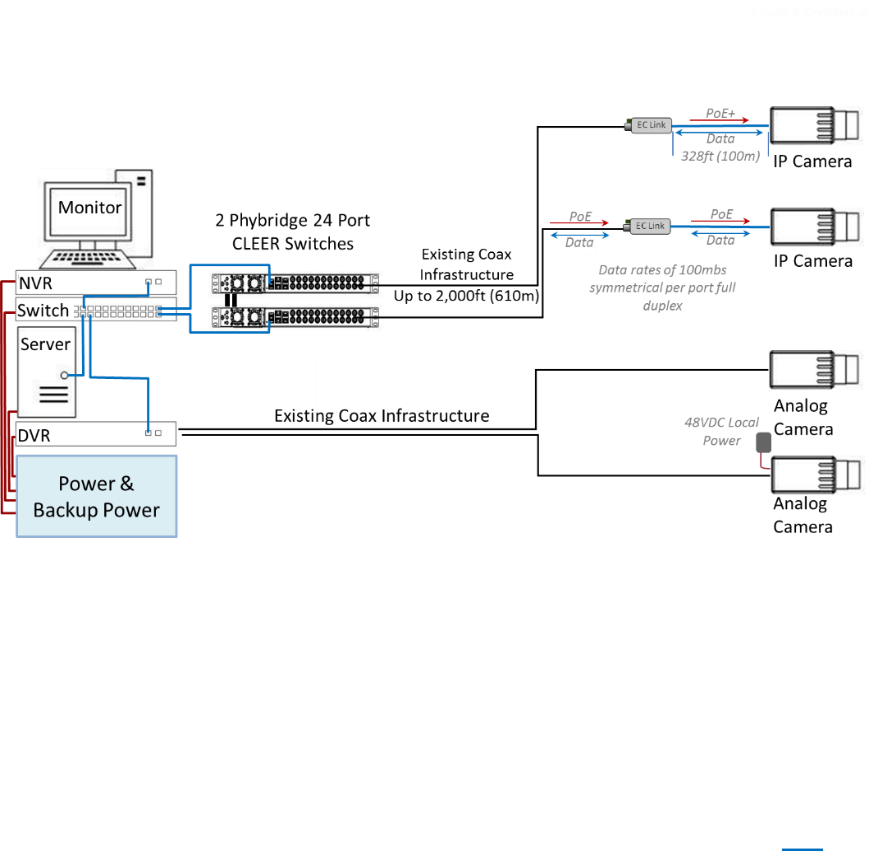 EC Link
PoE+
Data
328ft (100m)
IP Camera
Monitor
2 Phybridge 24 Port
CLEER Switches
PoE
Data
EC Link
PoE
Data
IP Camera
Existing Coax
Infrastructure
Up to 2,000ft (610m)
Data rates of 100mbs
symmetrical per port full
duplex
NVR
Switch
Server
Existing Coax Infrastructure
DVR
Analog
Camera
48VDC Local
Power
Power &
Backup Power
Analog
Camera